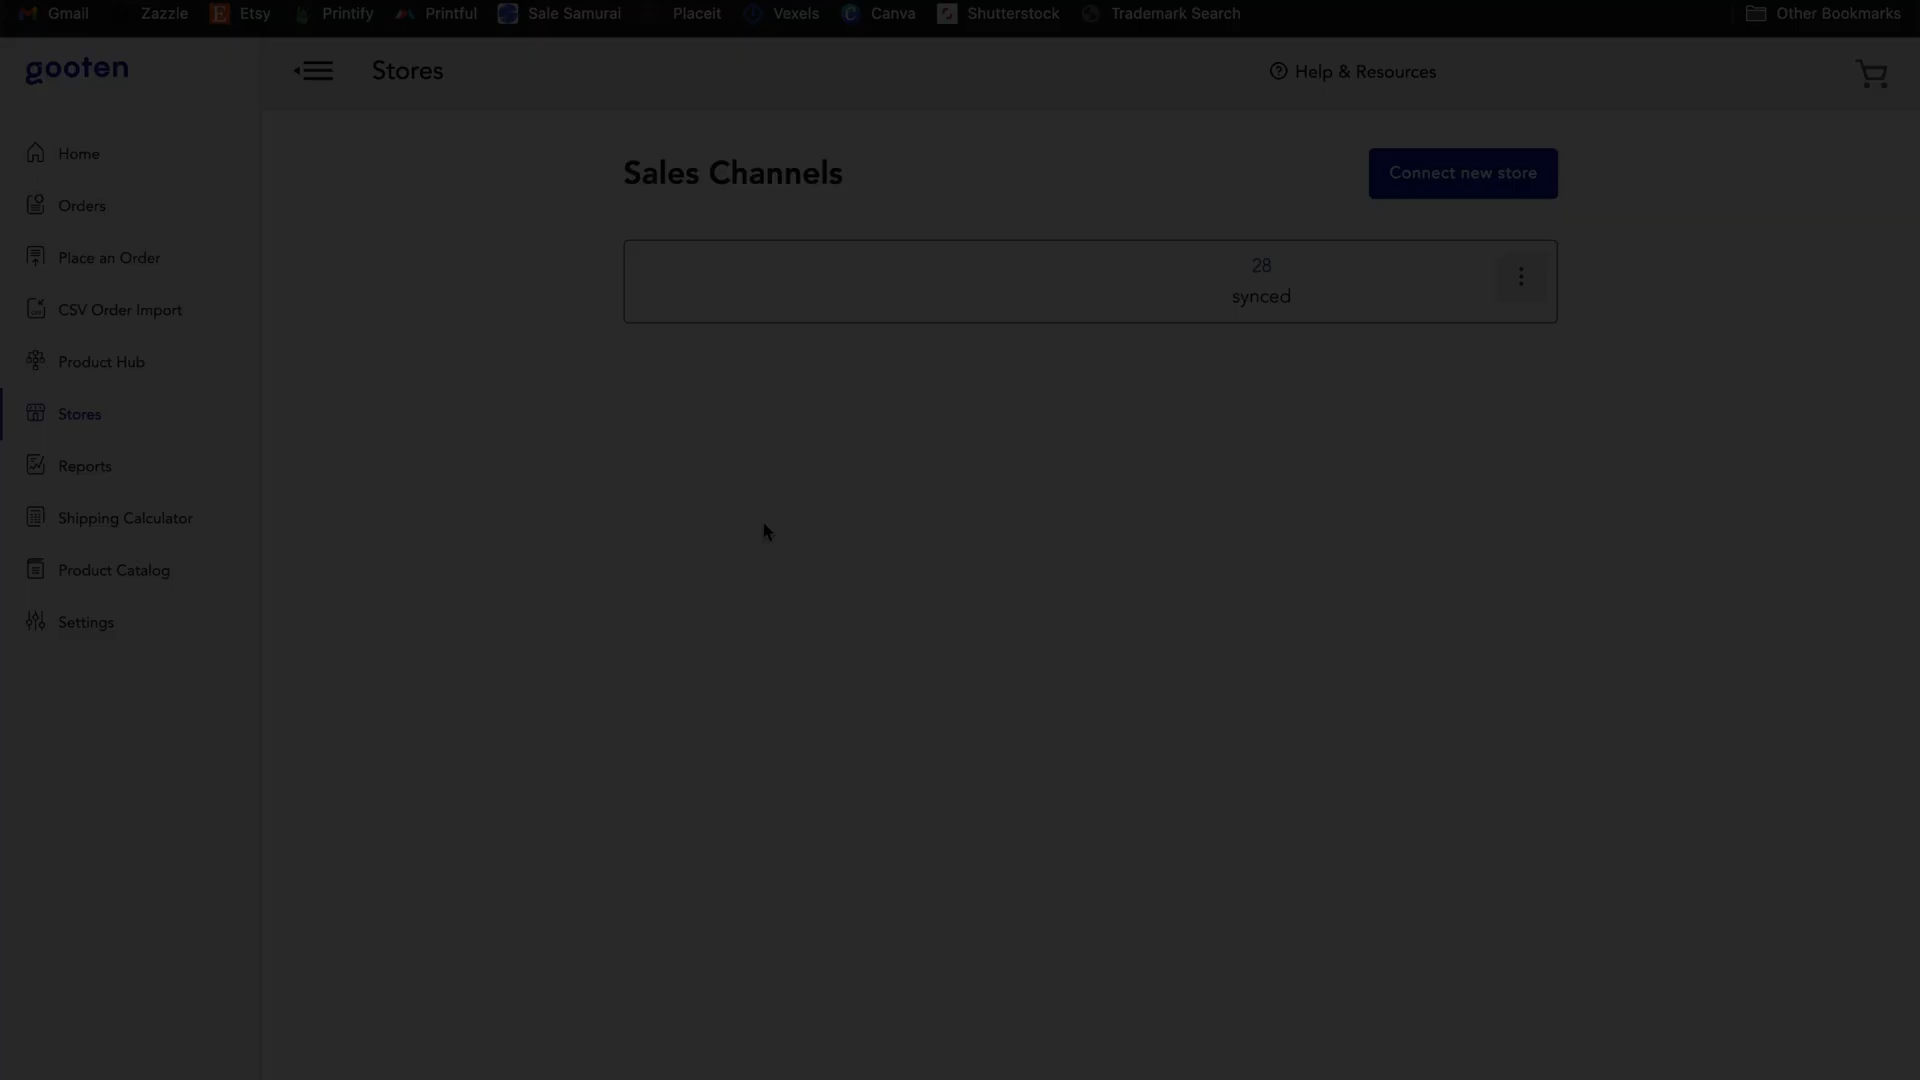 Gmail Zazzle Etsy Printify Printful Sale Samurai Placeit Vexels Canva Shutterstock Trademark Search Other Bookmarks
gooten
Stores
Help & Resources
Home
Orders
Place an Order
CSV Order Import
Product Hub
Stores
Reports
Shipping Calculator
Product Catalog
Settings
Sales Channels
Connect new store
28
synced